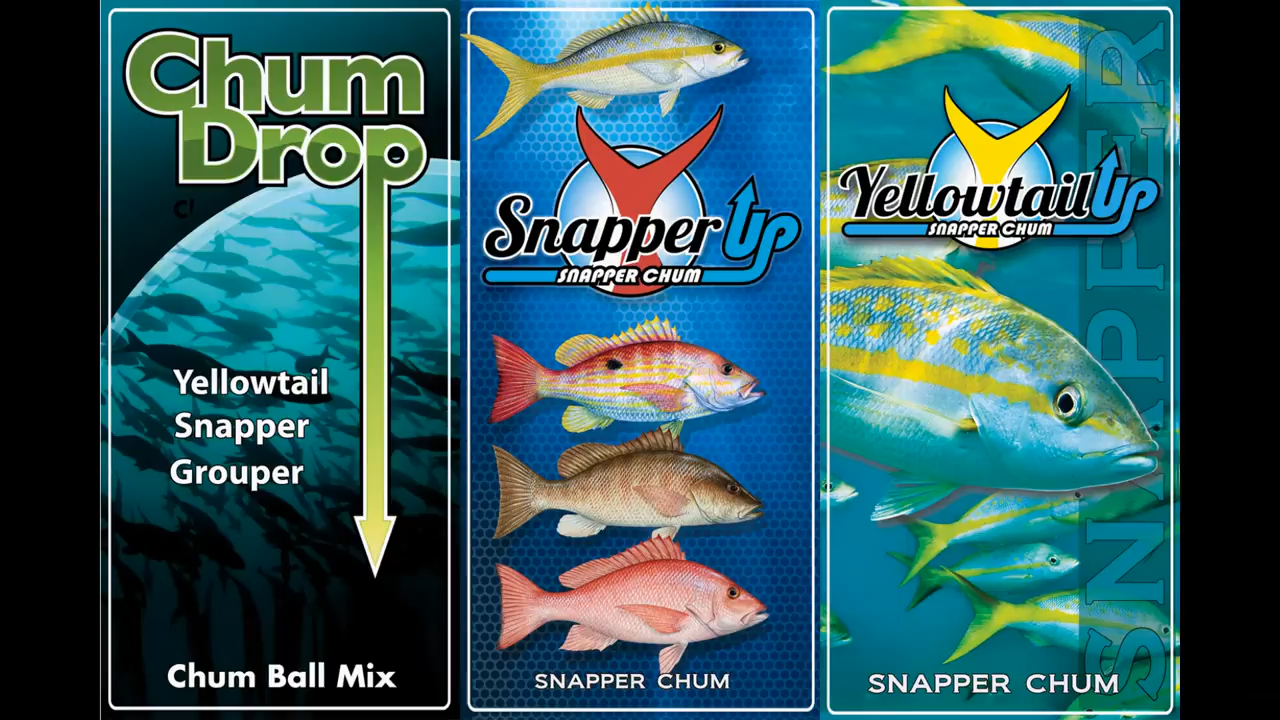 Chum
Drop
Yellowtail
Snapper
Grouper
Chum Ball Mix
Snapper Up
SNAPPER CHUM
SNAPPER CHUM
Yellowtail Up
SNAPPER CHUM
SNAPPER
SNAPPER CHUM